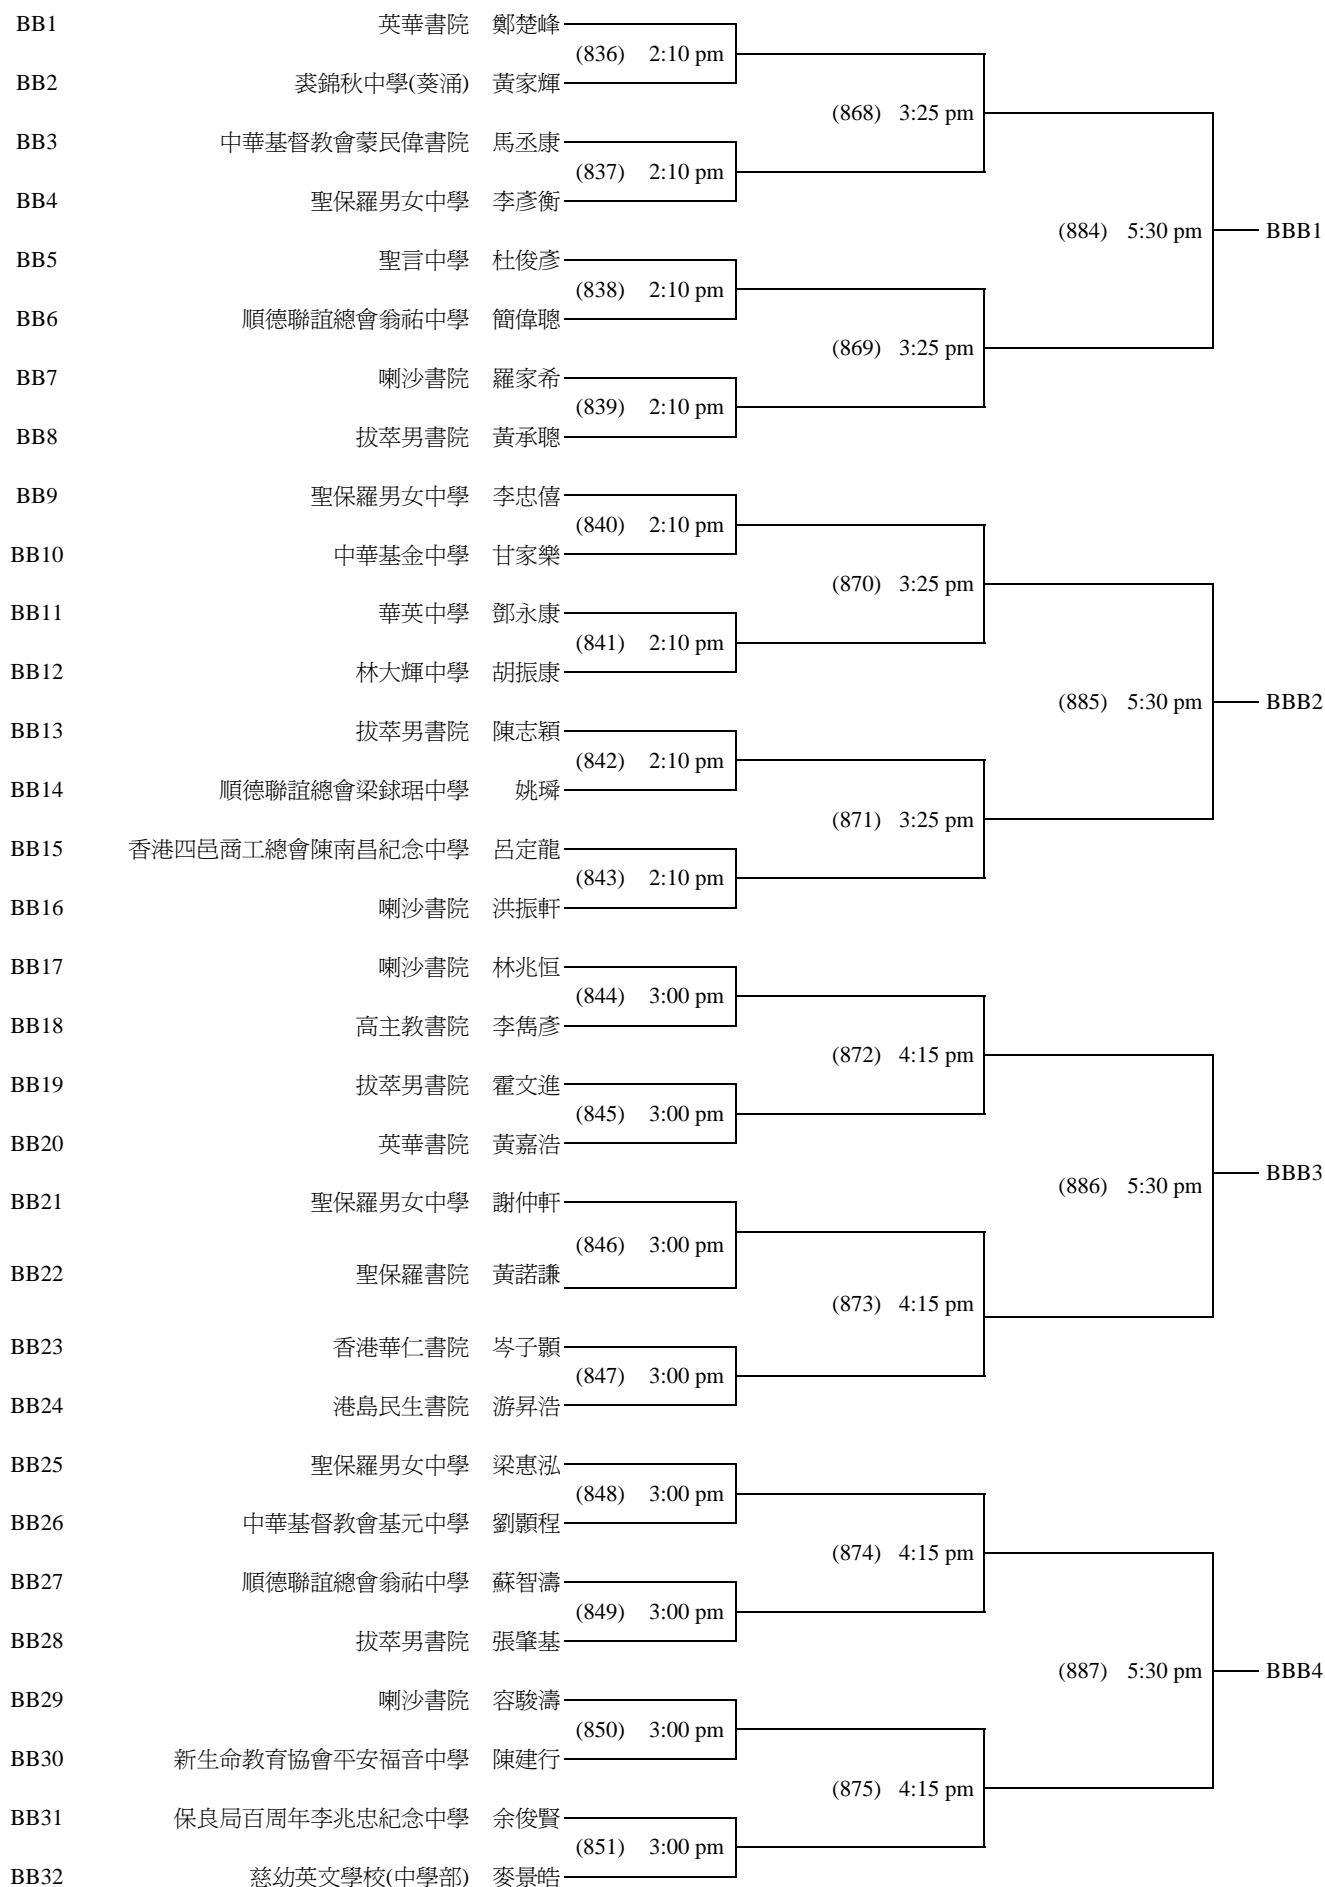 BB1 英華書院 鄭楚峰
(836) 2:10 pm
BB2 裘錦秋中學(葵涌) 黃家輝
(868) 3:25 pm
BB3 中華基督教會蒙民偉書院 馬丞康
(837) 2:10 pm
BB4 聖保羅男女中學 李彥衡
(884) 5:30 pm BBB1
BB5 聖言中學 杜俊彥
(838) 2:10 pm
BB6 順德聯誼總會翁祐中學 簡偉聰
(869) 3:25 pm
BB7 喇沙書院 羅家希
(839) 2:10 pm
BB8 拔萃男書院 黃承聰
BB9 聖保羅男女中學 李忠僖
(840) 2:10 pm
BB10 中華基金中學 甘家樂
(870) 3:25 pm
BB11 華英中學 鄧永康
(841) 2:10 pm
BB12 林大輝中學 胡振康
(885) 5:30 pm BBB2
BB13 拔萃男書院 陳志穎
(842) 2:10 pm
BB14 順德聯誼總會梁銶琚中學 姚瞬
(871) 3:25 pm
BB15 香港四邑商工總會陳南昌紀念中學 呂定龍
(843) 2:10 pm
BB16 喇沙書院 洪振軒
BB17 喇沙書院 林兆恒
(844) 3:00 pm
BB18 高主教書院 李雋彥
(872) 4:15 pm
BB19 拔萃男書院 霍文進
(845) 3:00 pm
BB20 英華書院 黃嘉浩
(886) 5:30 pm BBB3
BB21 聖保羅男女中學 謝仲軒
(846) 3:00 pm
BB22 聖保羅書院 黃諾謙
(873) 4:15 pm
BB23 香港華仁書院 岑子顥
(847) 3:00 pm
BB24 港島民生書院 游昇浩
BB25 聖保羅男女中學 梁惠泓
(848) 3:00 pm
BB26 中華基督教會基元中學 劉顥程
(874) 4:15 pm
BB27 順德聯誼總會翁祐中學 蘇智濤
(849) 3:00 pm
BB28 拔萃男書院 張肇基
(887) 5:30 pm BBB4
BB29 喇沙書院 容駿濤
(850) 3:00 pm
BB30 新生命教育協會平安福音中學 陳建行
(875) 4:15 pm
BB31 保良局百周年李兆忠紀念中學 余俊賢
(851) 3:00 pm
BB32 慈幼英文學校(中學部) 麥景皓